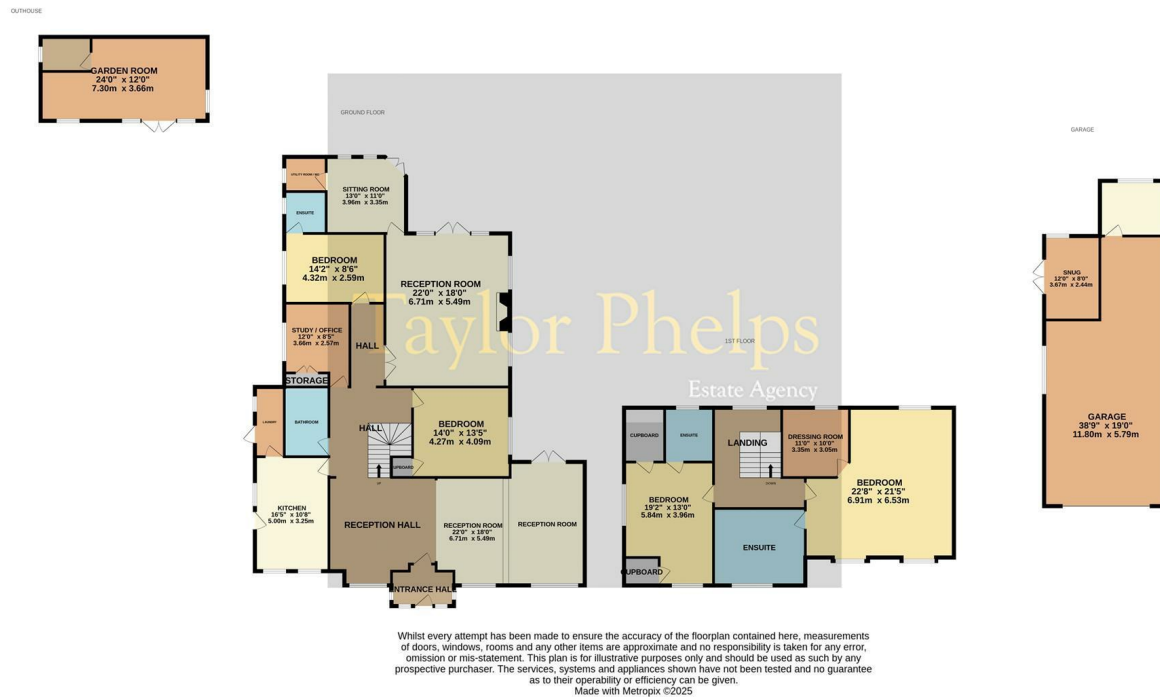 OUTHOUSE
GARDEN ROOM
24'0" x 12'0"
7.30m x 3.66m
GROUND FLOOR
SITTING ROOM
13'0" x 11'0"
3.96m x 3.35m
ENSUITE
BEDROOM
14'2" x 8'6"
4.32m x 2.59m
RECEPTION ROOM
22'0" x 18'0"
6.71m x 5.49m
STUDY / OFFICE
12'0" x 8'5"
3.66m x 2.57m
HALL
STORAGE
LAUNDRY
BATHROOM
HALL
BEDROOM
14'0" x 13'5"
4.27m x 4.09m
CUPBOARD
UP
KITCHEN
16'5" x 10'8"
5.00m x 3.25m
RECEPTION HALL
RECEPTION ROOM
22'0" x 18'0"
6.71m x 5.49m
RECEPTION ROOM
ENTRANCE HALL
Taylor Phelps
Estate Agency
1ST FLOOR
CUPBOARD
ENSUITE
LANDING
DOWN
DRESSING ROOM
11'0" x 10'0"
3.35m x 3.05m
BEDROOM
22'8" x 21'5"
6.91m x 6.53m
BEDROOM
19'2" x 13'0"
5.84m x 3.96m
ENSUITE
CUPBOARD
GARAGE
SNUG
12'0" x 8'0"
3.67m x 2.44m
GARAGE
38'9" x 19'0"
11.80m x 5.79m
Whilst every attempt has been made to ensure the accuracy of the floorplan contained here, measurements
of doors, windows, rooms and any other items are approximate and no responsibility is taken for any error,
omission or mis-statement. This plan is for illustrative purposes only and should be used as such by any
prospective purchaser. The services, systems and appliances shown have not been tested and no guarantee
as to their operability or efficiency can be given.
Made with Metropix ©2025